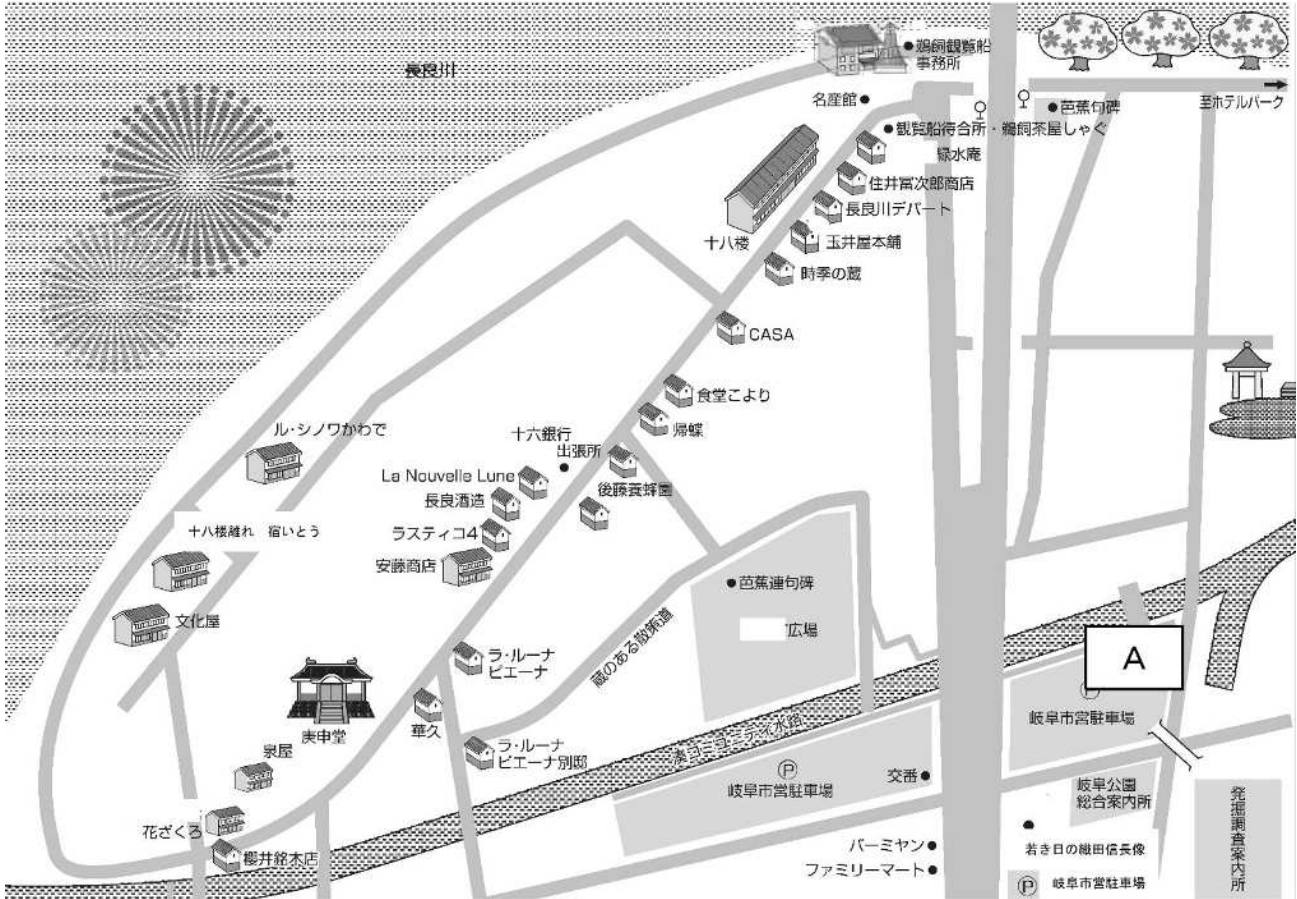 長良川
鵜飼観覧船
事務所
名産館
至ホテルパーク
芭蕉句碑
観覧船待合所・鵜飼茶屋しゃぐ
緑水庵
住井冨次郎商店
長良川デパート
十八楼
玉井屋本舗
時季の蔵
CASA
食堂こより
帰蝶
ル・シノワかわで
十六銀行
出張所
La Nouvelle Lune
後藤養蜂園
長良酒造
十八楼離れ 宿いとう
ラスティコ4
安藤商店
芭蕉連句碑
文化屋
広場
ラ・ルーナ
ピエーナ
蔵のある散策道
A
庚申堂
華久
P
岐阜市営駐車場
湊コミュニティ水路
ラ・ルーナ
ピエーナ別邸
泉屋
P
岐阜市営駐車場
交番
岐阜公園
総合案内所
発掘調査案内所
花ざくろ
櫻井銘木店
バーミヤン
若き日の織田信長像
ファミリーマート
P 岐阜市営駐車場